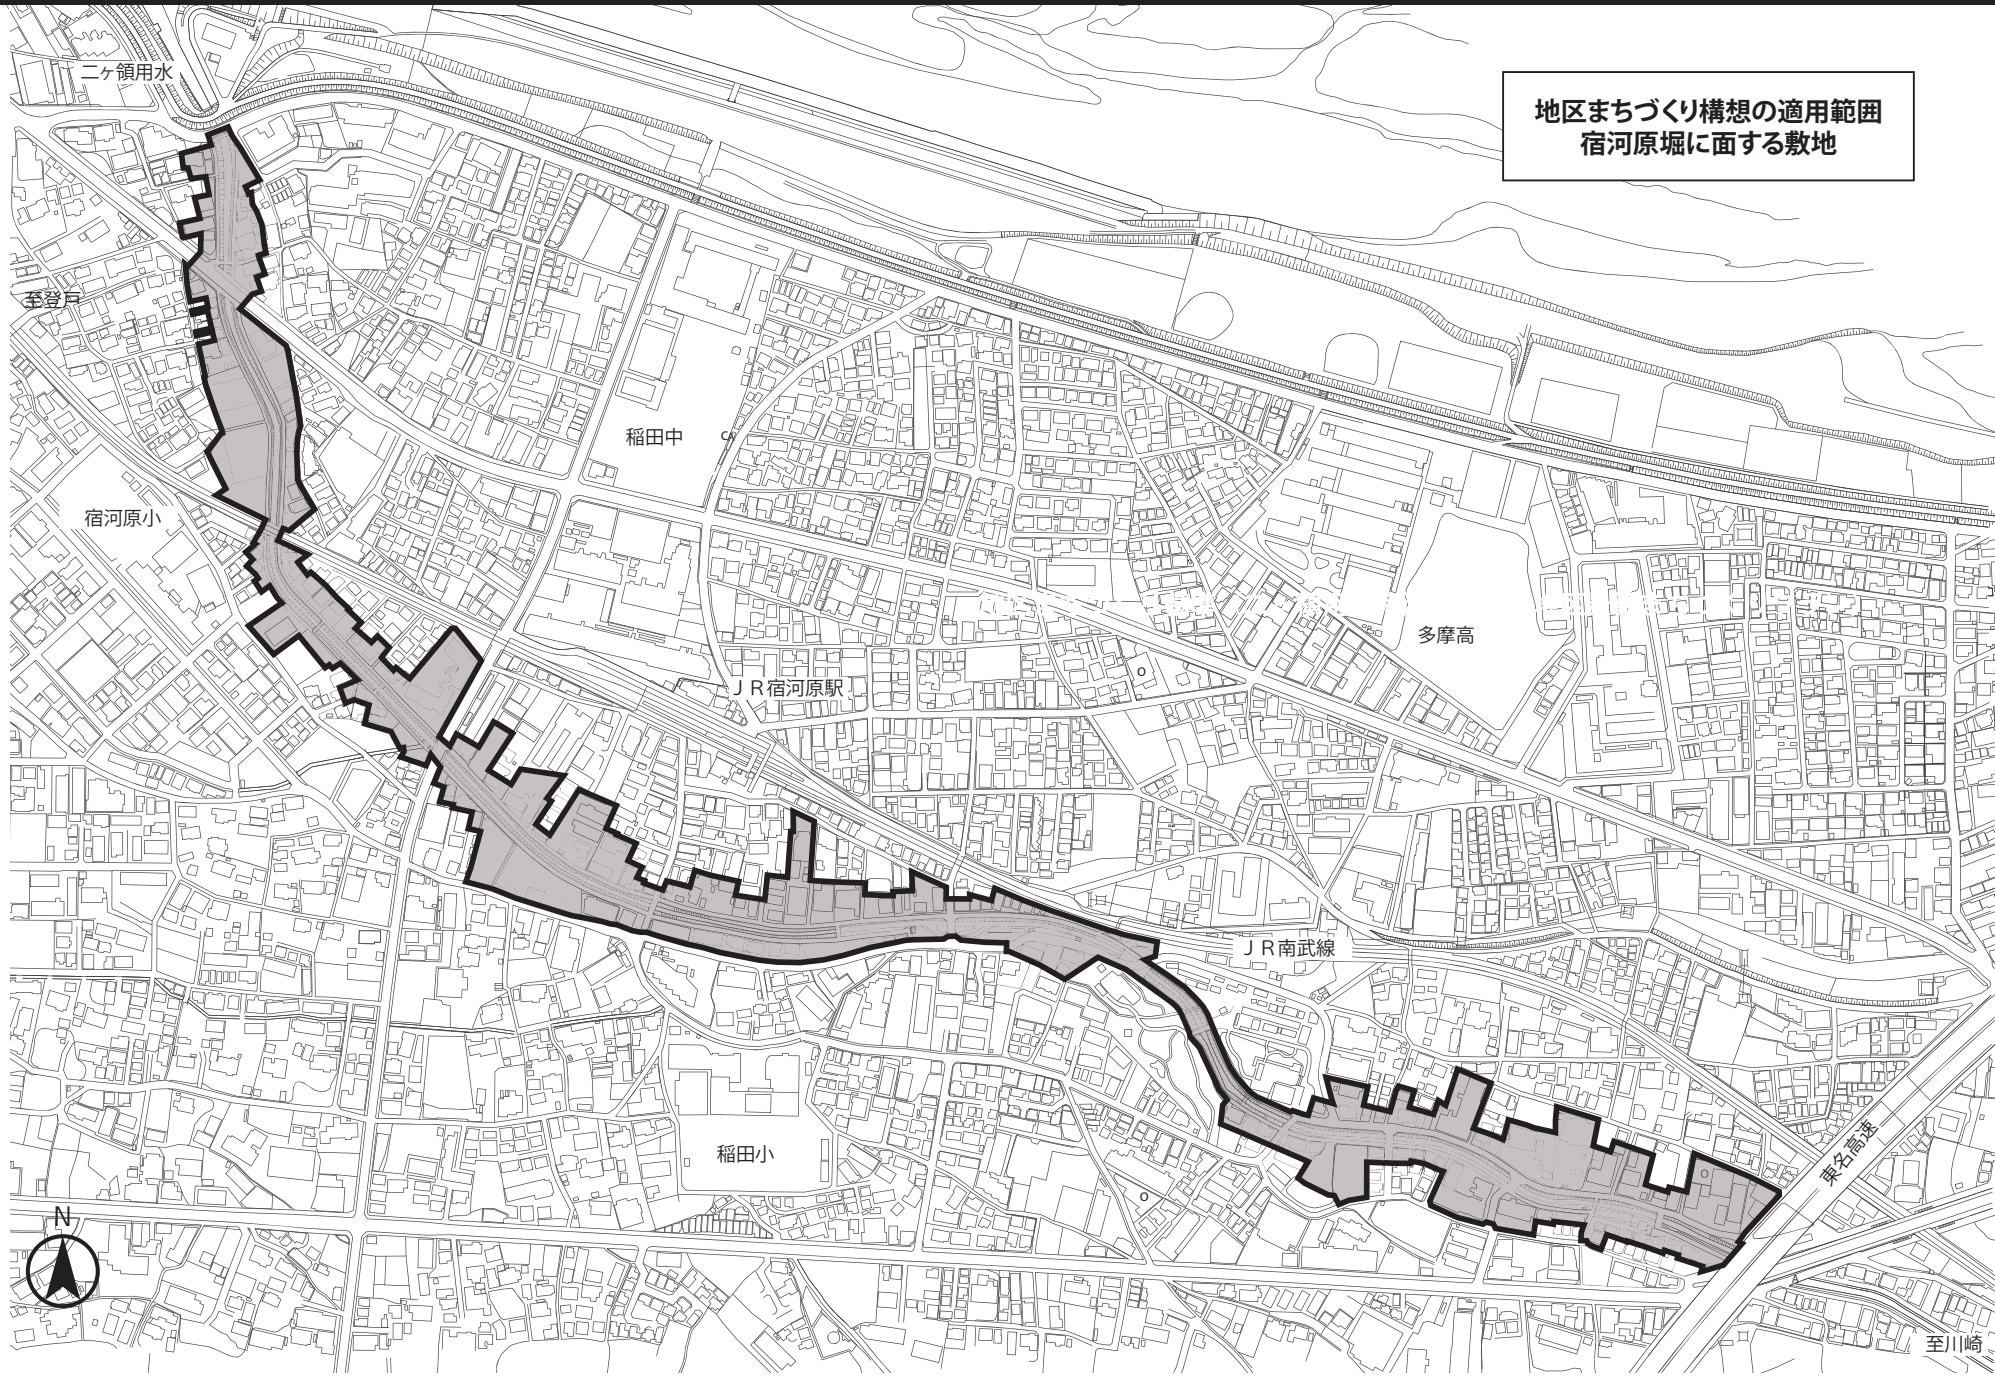 二ヶ領用水
地区まちづくり構想の適用範囲
宿河原堀に面する敷地
至登戸
稲田中
宿河原小
多摩高
ＪＲ宿河原駅
ＪＲ南武線
東名高速
稲田小
N
至川崎